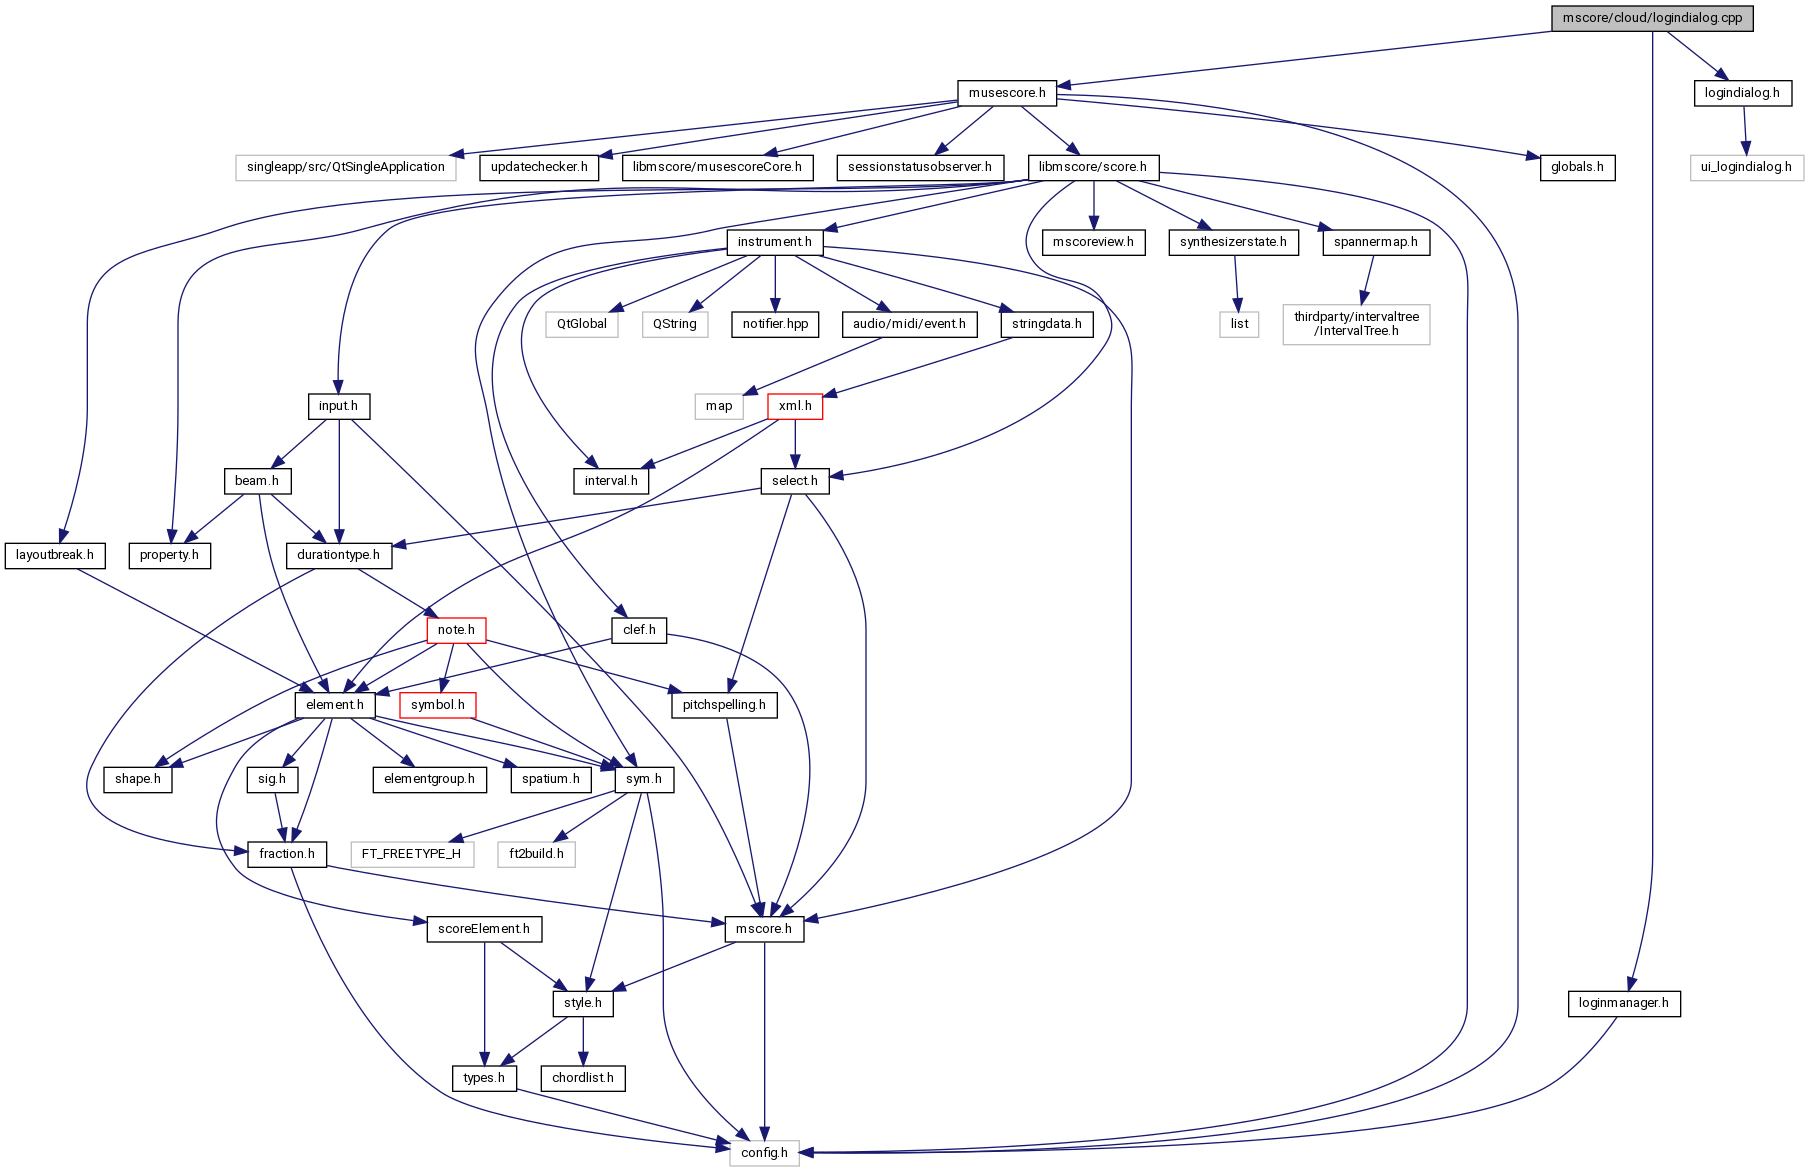 mscore/cloud/logindialog.cpp
musescore.h
logindialog.h
singleapp/src/QtSingleApplication
updatechecker.h
libmscore/musescoreCore.h
sessionstatusobserver.h
libmscore/score.h
globals.h
ui_logindialog.h
instrument.h
mscoreview.h
synthesizerstate.h
spannermap.h
QtGlobal
QString
notifier.hpp
audio/midi/event.h
stringdata.h
list
thirdparty/intervaltree
/IntervalTree.h
input.h
map
xml.h
beam.h
interval.h
select.h
layoutbreak.h
property.h
durationtype.h
note.h
clef.h
element.h
symbol.h
pitchspelling.h
shape.h
sig.h
elementgroup.h
spatium.h
sym.h
fraction.h
FT_FREETYPE_H
ft2build.h
scoreElement.h
mscore.h
style.h
loginmanager.h
types.h
chordlist.h
config.h